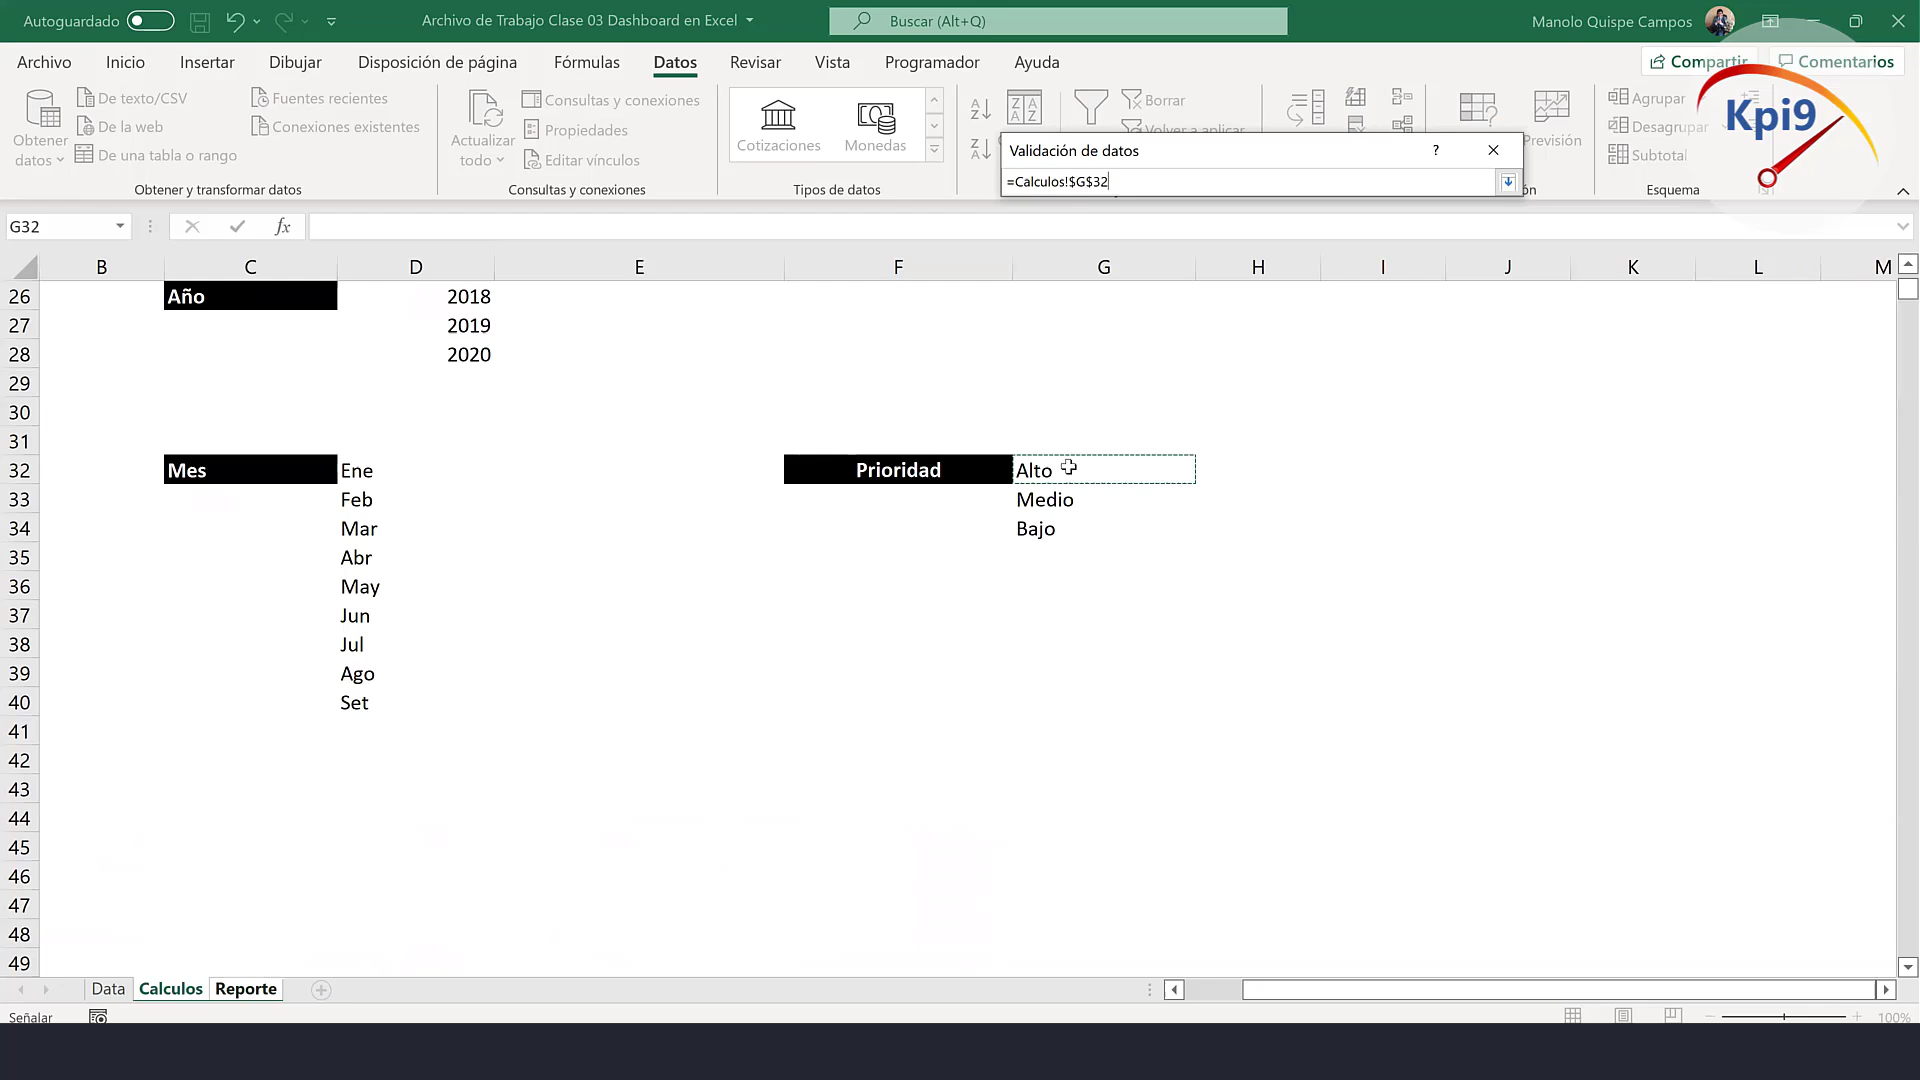 Autoguardado
Archivo de Trabajo Clase 03 Dashboard en Excel
Buscar (Alt+Q)
Manolo Quispe Campos
Archivo Inicio Insertar Dibujar Disposición de página Fórmulas Datos Revisar Vista Programador Ayuda
Compartir Comentarios
Obtener datos
De texto/CSV
De la web
De una tabla o rango
Fuentes recientes
Conexiones existentes
Obtener y transformar datos
Actualizar todo
Consultas y conexiones
Propiedades
Editar vínculos
Consultas y conexiones
Cotizaciones
Monedas
Tipos de datos
Borrar
Volver a aplicar
Previsión
Agrupar
Desagrupar
Subtotal
Esquema
Kpi9
Validación de datos ?
=Calculos!$G$32
G32 fx
B C D E F G H I J K L M
26 Año 2018
27 2019
28 2020
29
30
31
32 Mes Ene Prioridad Alto
33 Feb Medio
34 Mar Bajo
35 Abr
36 May
37 Jun
38 Jul
39 Ago
40 Set
41
42
43
44
45
46
47
48
49
Data Calculos Reporte
Señalar
100%